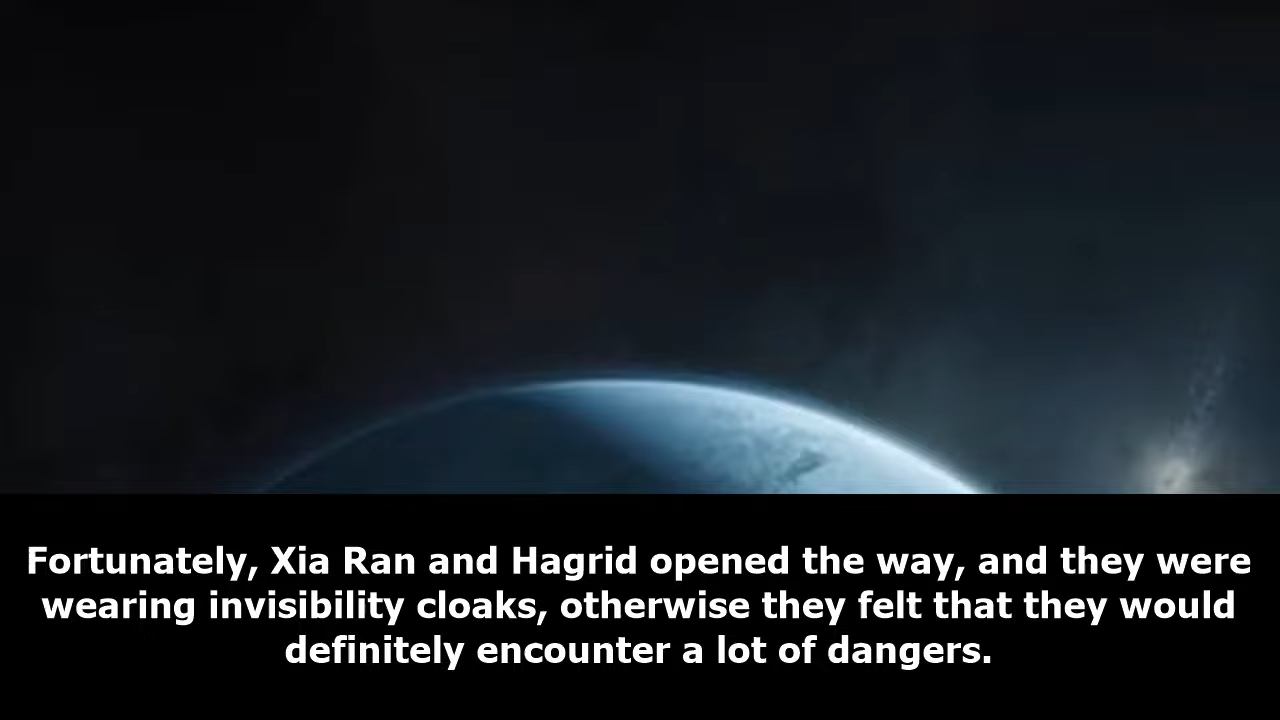 Fortunately, Xia Ran and Hagrid opened the way, and they were
wearing invisibility cloaks, otherwise they felt that they would
definitely encounter a lot of dangers.